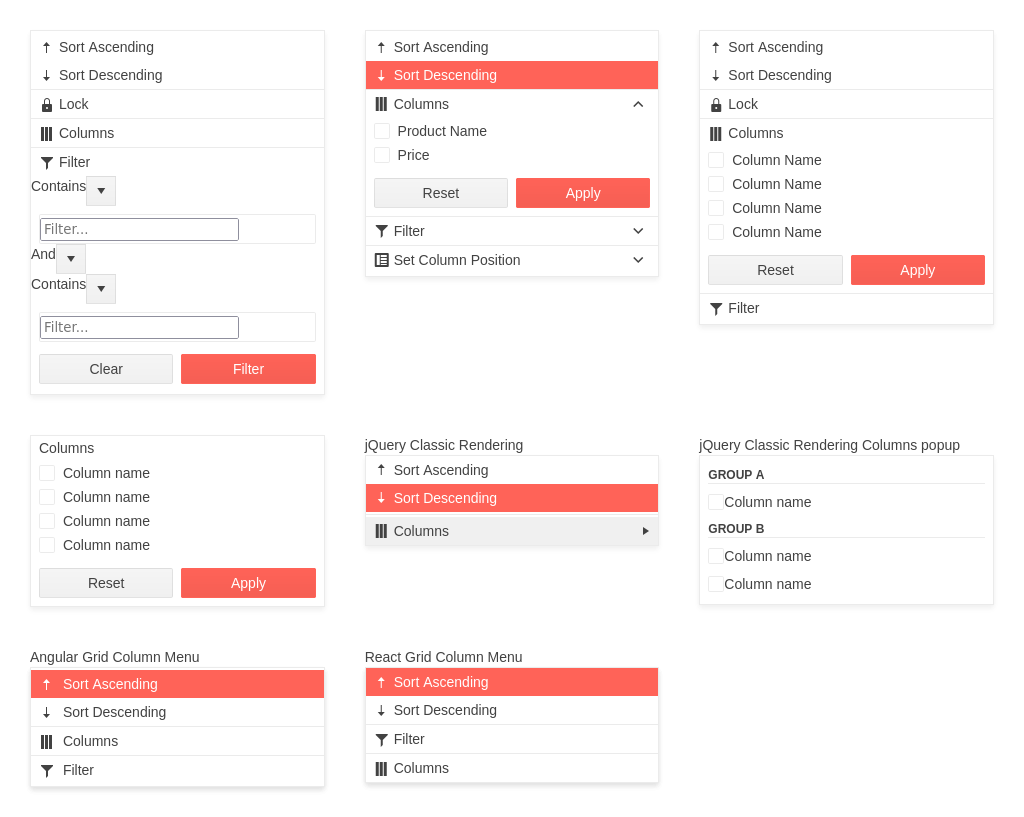 Sort Ascending
Sort Descending
Lock
Columns
Filter
Contains
Filter...
And
Contains
Filter...
Clear
Filter
Sort Ascending
Sort Descending
Columns
Product Name
Price
Reset
Apply
Filter
Set Column Position
Sort Ascending
Sort Descending
Lock
Columns
Column Name
Column Name
Column Name
Column Name
Reset
Apply
Filter
Columns
Column name
Column name
Column name
Column name
Reset
Apply
jQuery Classic Rendering
Sort Ascending
Sort Descending
Columns
jQuery Classic Rendering Columns popup
GROUP A
Column name
GROUP B
Column name
Column name
Angular Grid Column Menu
Sort Ascending
Sort Descending
Columns
Filter
React Grid Column Menu
Sort Ascending
Sort Descending
Filter
Columns